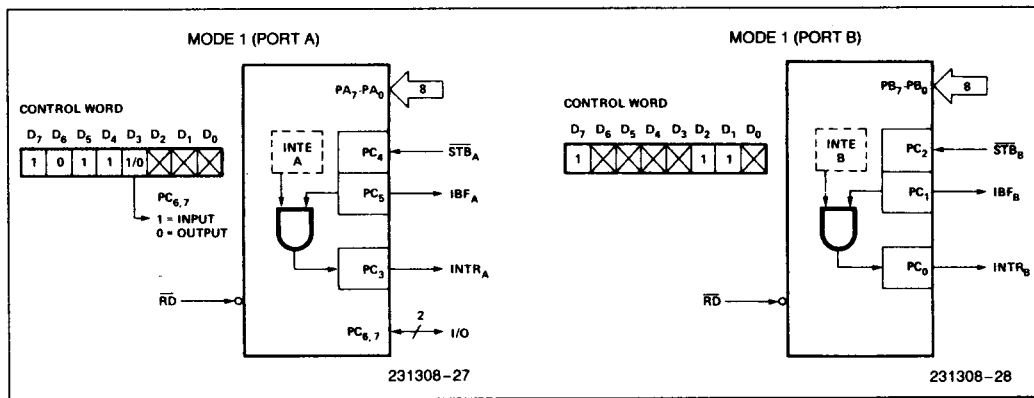 MODE 1 (PORT A)
CONTROL WORD
D7 D6 D5 D4 D3 D2 D1 D0
1 0 1 1 1/0
PC6,7
1 = INPUT
0 = OUTPUT
PA7-PA0
8
INTE
A
PC4
STBA
PC5
IBFA
PC3
INTRA
RD
PC6, 7
2
I/O
231308-27
MODE 1 (PORT B)
CONTROL WORD
D7 D6 D5 D4 D3 D2 D1 D0
1 1 1
PB7-PB0
8
INTE
B
PC2
STBB
PC1
IBFB
PC0
INTRB
RD
231308-28